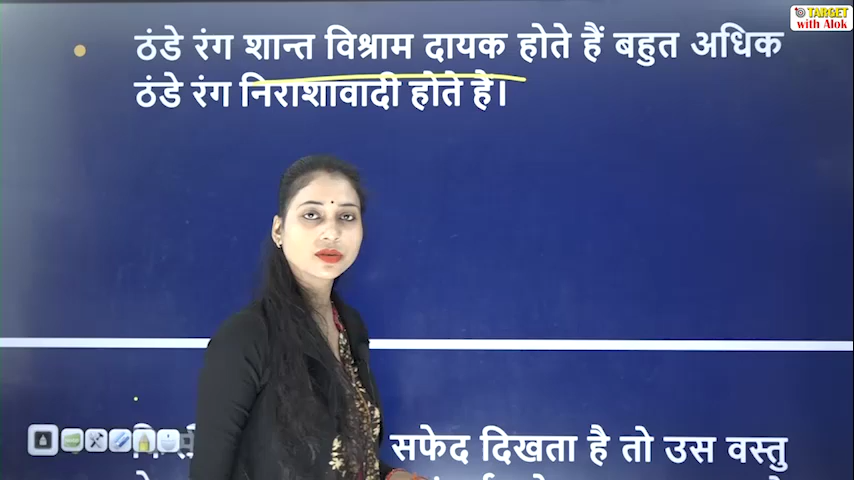 TARGET
with Alok
ठंडे रंग शान्त विश्राम दायक होते हैं बहुत अधिक
ठंडे रंग निराशावादी होते है।
सफेद दिखता है तो उस वस्तु